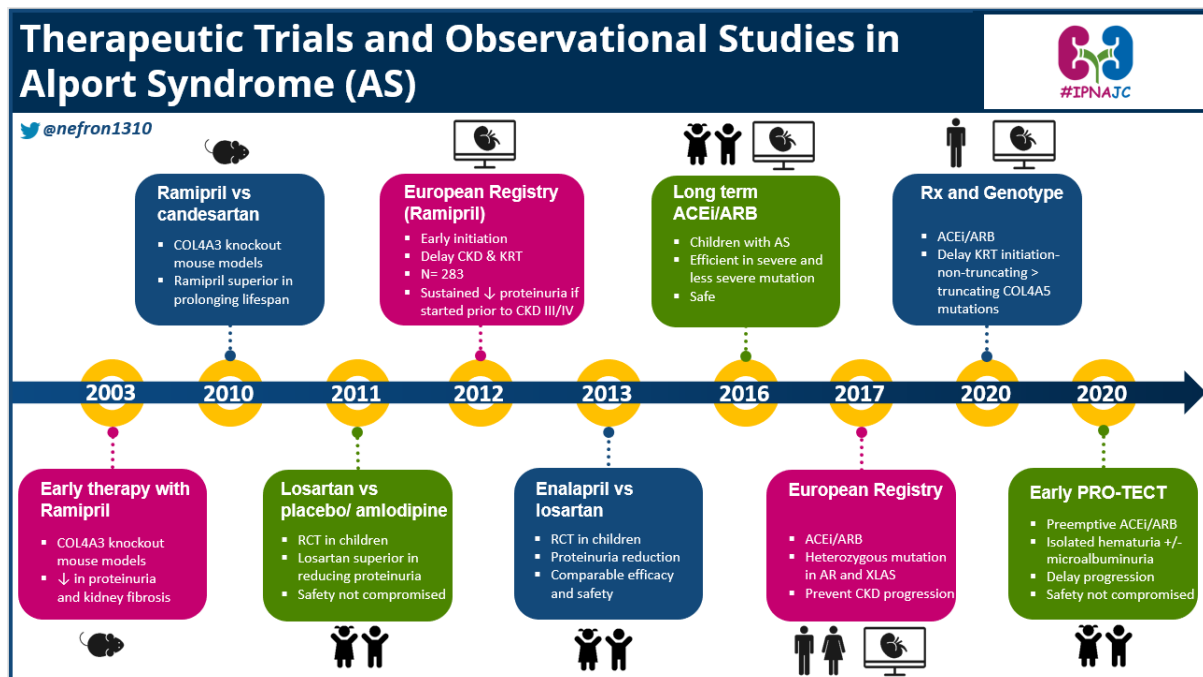 Therapeutic Trials and Observational Studies in
Alport Syndrome (AS)
#IPNAJC
@nefron1310
Ramipril vs
candesartan
▪ COL4A3 knockout
mouse models
▪ Ramipril superior in
prolonging lifespan
European Registry
(Ramipril)
▪ Early initiation
▪ Delay CKD & KRT
▪ N= 283
▪ Sustained ↓ proteinuria if
started prior to CKD III/IV
Long term
ACEi/ARB
▪ Children with AS
▪ Efficient in severe and
less severe mutation
▪ Safe
Rx and Genotype
▪ ACEi/ARB
▪ Delay KRT initiation-
non-truncating >
truncating COL4A5
mutations
2003
2010
2011
2012
2013
2016
2017
2020
2020
Early therapy with
Ramipril
▪ COL4A3 knockout
mouse models
▪ ↓ in proteinuria
and kidney fibrosis
Losartan vs
placebo/ amlodipine
▪ RCT in children
▪ Losartan superior in
reducing proteinuria
▪ Safety not compromised
Enalapril vs
losartan
▪ RCT in children
▪ Proteinuria reduction
▪ Comparable efficacy
and safety
European Registry
▪ ACEi/ARB
▪ Heterozygous mutation
in AR and XLAS
▪ Prevent CKD progression
Early PRO-TECT
▪ Preemptive ACEi/ARB
▪ Isolated hematuria +/-
microalbuminuria
▪ Delay progression
▪ Safety not compromised